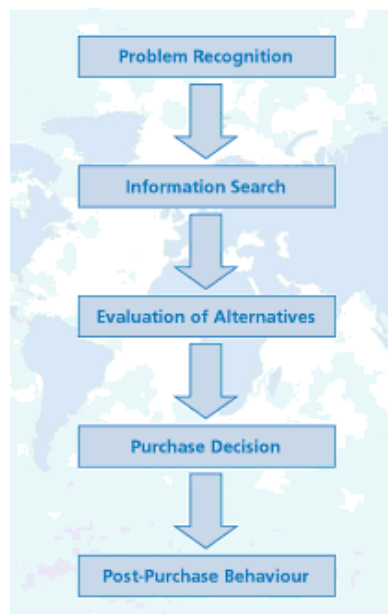 Problem Recognition
Information Search
Evaluation of Alternatives
Purchase Decision
Post-Purchase Behaviour